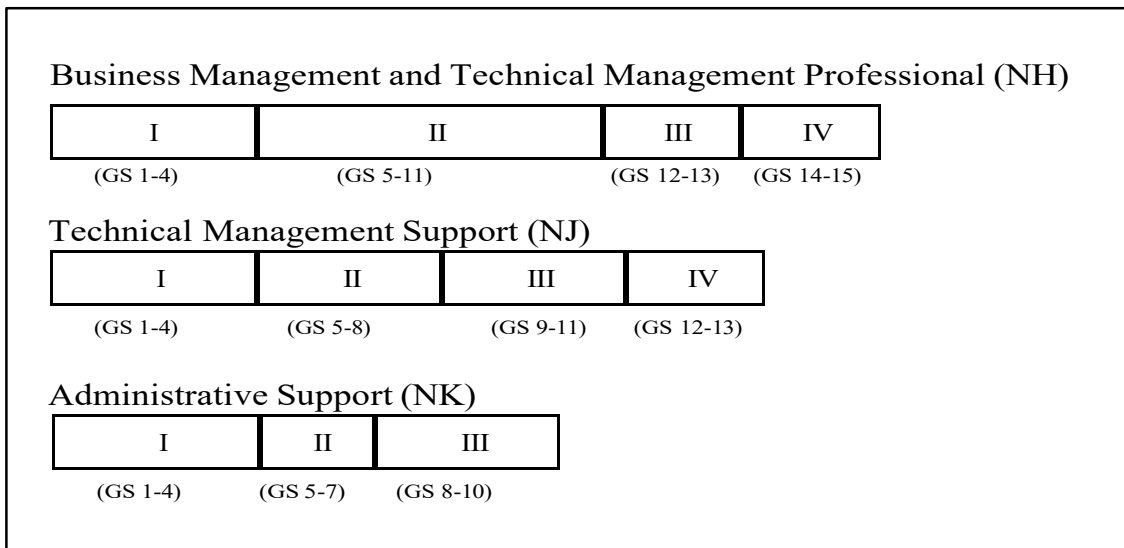 Business Management and Technical Management Professional (NH)
I II III IV
(GS 1-4) (GS 5-11) (GS 12-13) (GS 14-15)
Technical Management Support (NJ)
I II III IV
(GS 1-4) (GS 5-8) (GS 9-11) (GS 12-13)
Administrative Support (NK)
I II III
(GS 1-4) (GS 5-7) (GS 8-10)